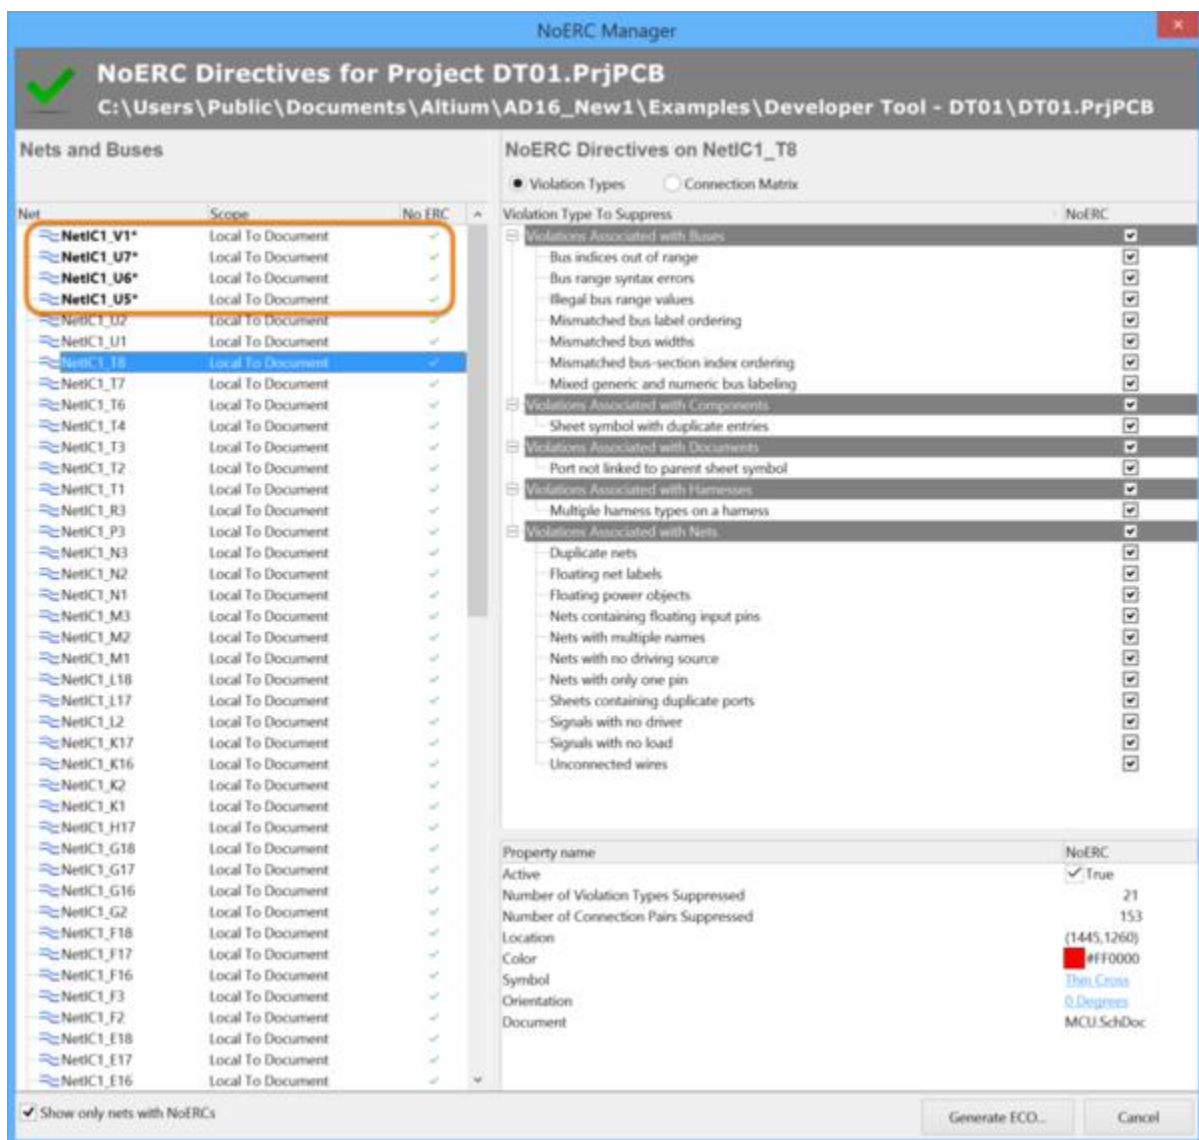 NoERC Manager
NoERC Directives for Project DT01.PrjPCB
C:\Users\Public\Documents\Altium\AD16_New1\Examples\Developer Tool - DT01\DT01.PrjPCB
Nets and Buses
Net Scope No ERC
NetIC1_V1* Local To Document
NetIC1_U7* Local To Document
NetIC1_U6* Local To Document
NetIC1_U5* Local To Document
NetIC1_U2 Local To Document
NetIC1_U1 Local To Document
NetIC1_T8 Local To Document
NetIC1_T7 Local To Document
NetIC1_T6 Local To Document
NetIC1_T4 Local To Document
NetIC1_T3 Local To Document
NetIC1_T2 Local To Document
NetIC1_T1 Local To Document
NetIC1_R3 Local To Document
NetIC1_P3 Local To Document
NetIC1_N3 Local To Document
NetIC1_N2 Local To Document
NetIC1_N1 Local To Document
NetIC1_M3 Local To Document
NetIC1_M2 Local To Document
NetIC1_M1 Local To Document
NetIC1_L18 Local To Document
NetIC1_L17 Local To Document
NetIC1_L2 Local To Document
NetIC1_K17 Local To Document
NetIC1_K16 Local To Document
NetIC1_K2 Local To Document
NetIC1_K1 Local To Document
NetIC1_H17 Local To Document
NetIC1_G18 Local To Document
NetIC1_G17 Local To Document
NetIC1_G16 Local To Document
NetIC1_G2 Local To Document
NetIC1_F18 Local To Document
NetIC1_F17 Local To Document
NetIC1_F16 Local To Document
NetIC1_F3 Local To Document
NetIC1_F2 Local To Document
NetIC1_E18 Local To Document
NetIC1_E17 Local To Document
NetIC1_E16 Local To Document
Show only nets with NoERCs
NoERC Directives on NetIC1_T8
Violation Types Connection Matrix
Violation Type To Suppress NoERC
Violations Associated with Buses
Bus indices out of range
Bus range syntax errors
Illegal bus range values
Mismatched bus label ordering
Mismatched bus widths
Mismatched bus-section index ordering
Mixed generic and numeric bus labeling
Violations Associated with Components
Sheet symbol with duplicate entries
Violations Associated with Documents
Port not linked to parent sheet symbol
Violations Associated with Harnesses
Multiple harness types on a harness
Violations Associated with Nets
Duplicate nets
Floating net labels
Floating power objects
Nets containing floating input pins
Nets with multiple names
Nets with no driving source
Nets with only one pin
Sheets containing duplicate ports
Signals with no driver
Signals with no load
Unconnected wires
Property name NoERC
Active True
Number of Violation Types Suppressed 21
Number of Connection Pairs Suppressed 153
Location (1445,1260)
Color #FF0000
Symbol Thin Cross
Orientation 0 Degrees
Document MCU.SchDoc
Generate ECO... Cancel